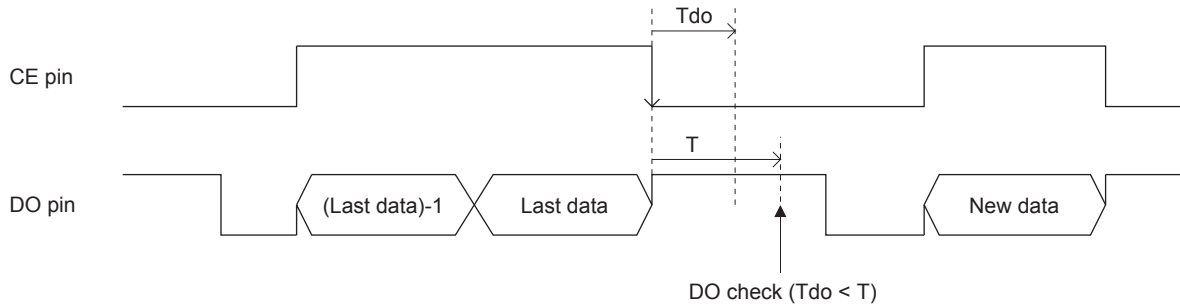 Tdo
CE pin
T
DO pin
(Last data)-1
Last data
New data
DO check (Tdo < T)